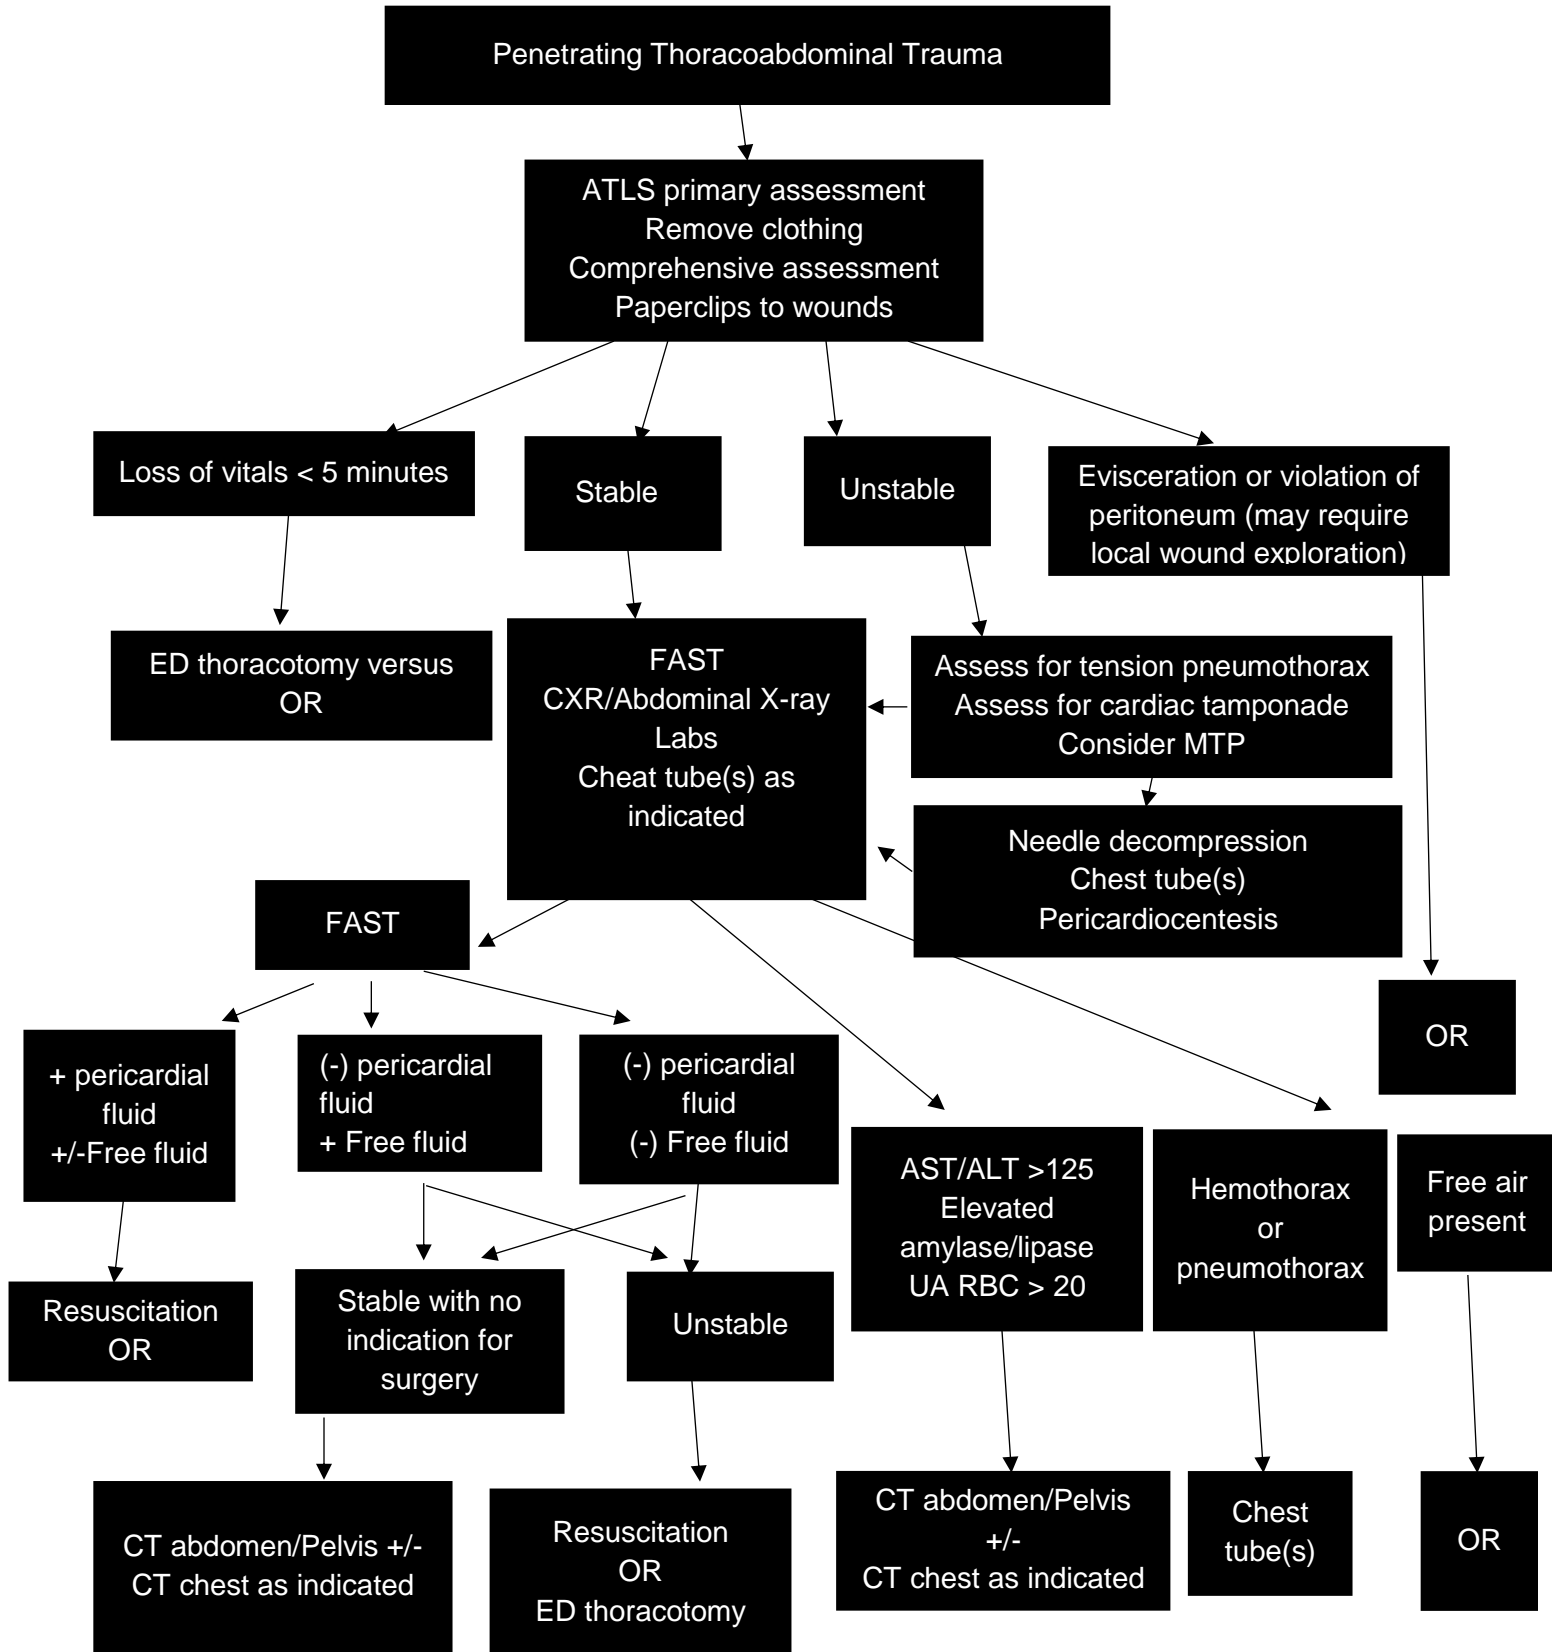 Penetrating Thoracoabdominal Trauma
ATLS primary assessment
Remove clothing
Comprehensive assessment
Paperclips to wounds
Loss of vitals < 5 minutes
Stable
Unstable
Evisceration or violation of
peritoneum (may require
local wound exploration)
ED thoracotomy versus
OR
FAST
CXR/Abdominal X-ray
Labs
Cheat tube(s) as
indicated
Assess for tension pneumothorax
Assess for cardiac tamponade
Consider MTP
Needle decompression
Chest tube(s)
Pericardiocentesis
OR
FAST
+ pericardial
fluid
+/-Free fluid
(-) pericardial
fluid
+ Free fluid
(-) pericardial
fluid
(-) Free fluid
AST/ALT >125
Elevated
amylase/lipase
UA RBC > 20
Hemothorax
or
pneumothorax
Free air
present
Resuscitation
OR
Stable with no
indication for
surgery
Unstable
CT abdomen/Pelvis +/-
CT chest as indicated
Resuscitation
OR
ED thoracotomy
CT abdomen/Pelvis
+/-
CT chest as indicated
Chest
tube(s)
OR